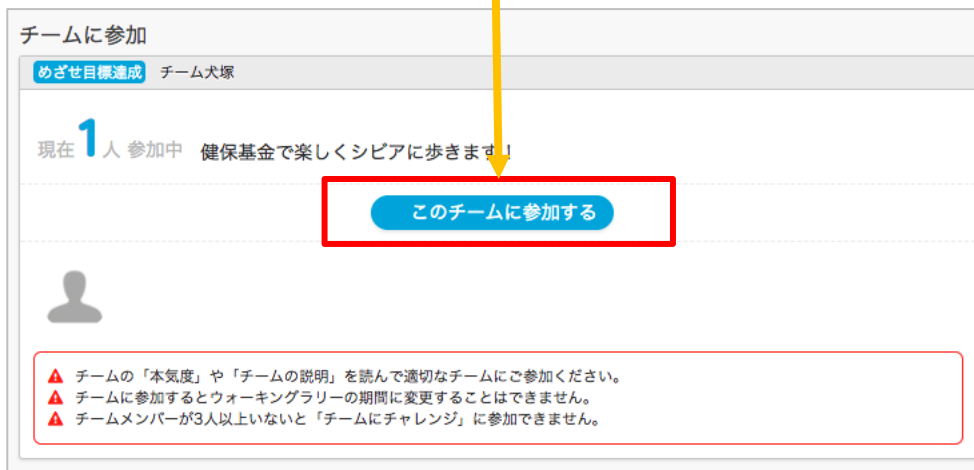 チームに参加
めざせ目標達成 チーム犬塚
現在1人 参加中 健保基金で楽しくシビアに歩きます!
このチームに参加する
チームの「本気度」や「チームの説明」を読んで適切なチームにご参加ください。
チームに参加するとウォーキングラリーの期間に変更することはできません。
チームメンバーが3人以上いないと「チームにチャレンジ」に参加できません。